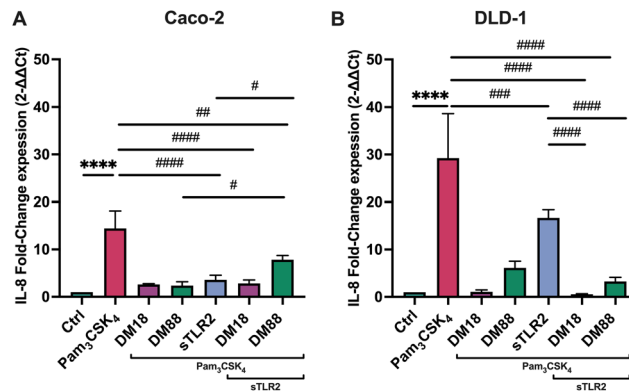 A
Caco-2
IL-8 Fold-Change expession (2-ΔΔCt)
50
40
30
20
10
0
****
####
####
##
#
#
Ctrl
Pam₃CSK₄
DM18
DM88
sTLR2
DM18
DM88
Pam₃CSK₄
sTLR2
B
DLD-1
IL-8 Fold-Change expession (2-ΔΔCt)
50
40
30
20
10
0
####
####
****
###
####
####
Ctrl
Pam₃CSK₄
DM18
DM88
sTLR2
DM18
DM88
Pam₃CSK₄
sTLR2